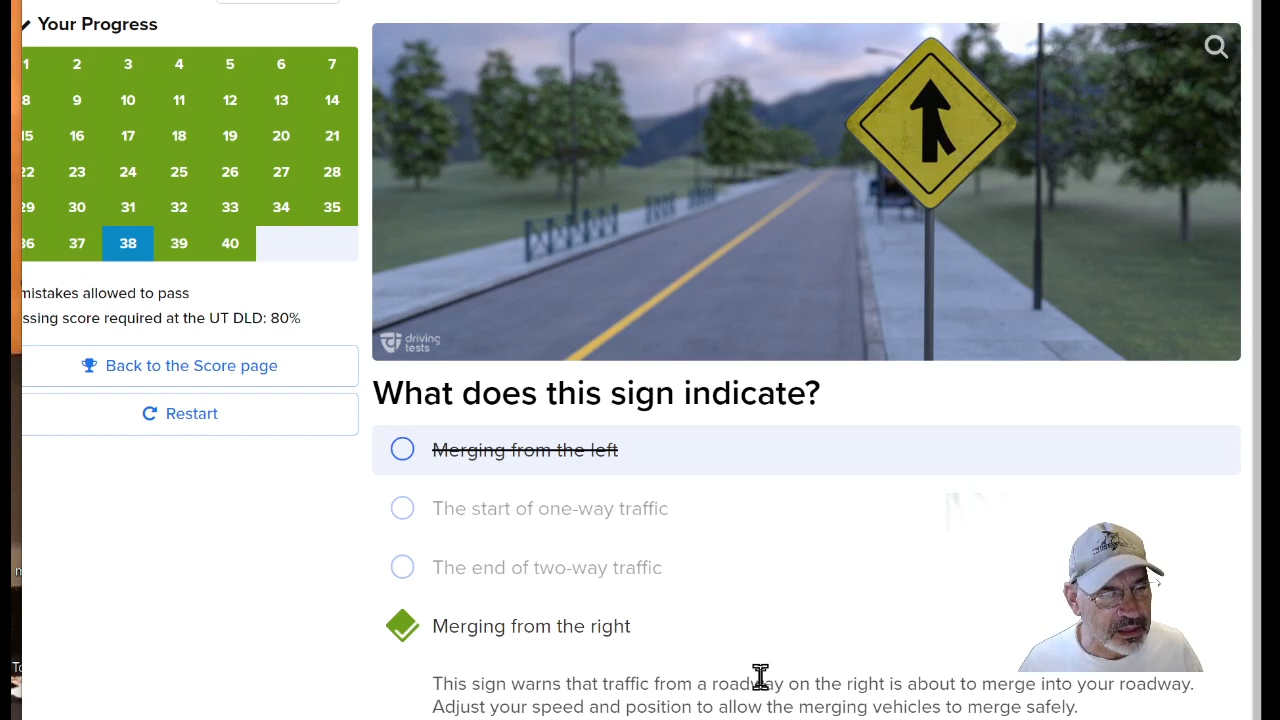 Your Progress
1 2 3 4 5 6 7
8 9 10 11 12 13 14
15 16 17 18 19 20 21
22 23 24 25 26 27 28
29 30 31 32 33 34 35
36 37 38 39 40
mistakes allowed to pass
ssing score required at the UT DLD: 80%
Back to the Score page
Restart
driving
tests
What does this sign indicate?
Merging from the left
The start of one-way traffic
The end of two-way traffic
Merging from the right
This sign warns that traffic from a roadway on the right is about to merge into your roadway.
Adjust your speed and position to allow the merging vehicles to merge safely.